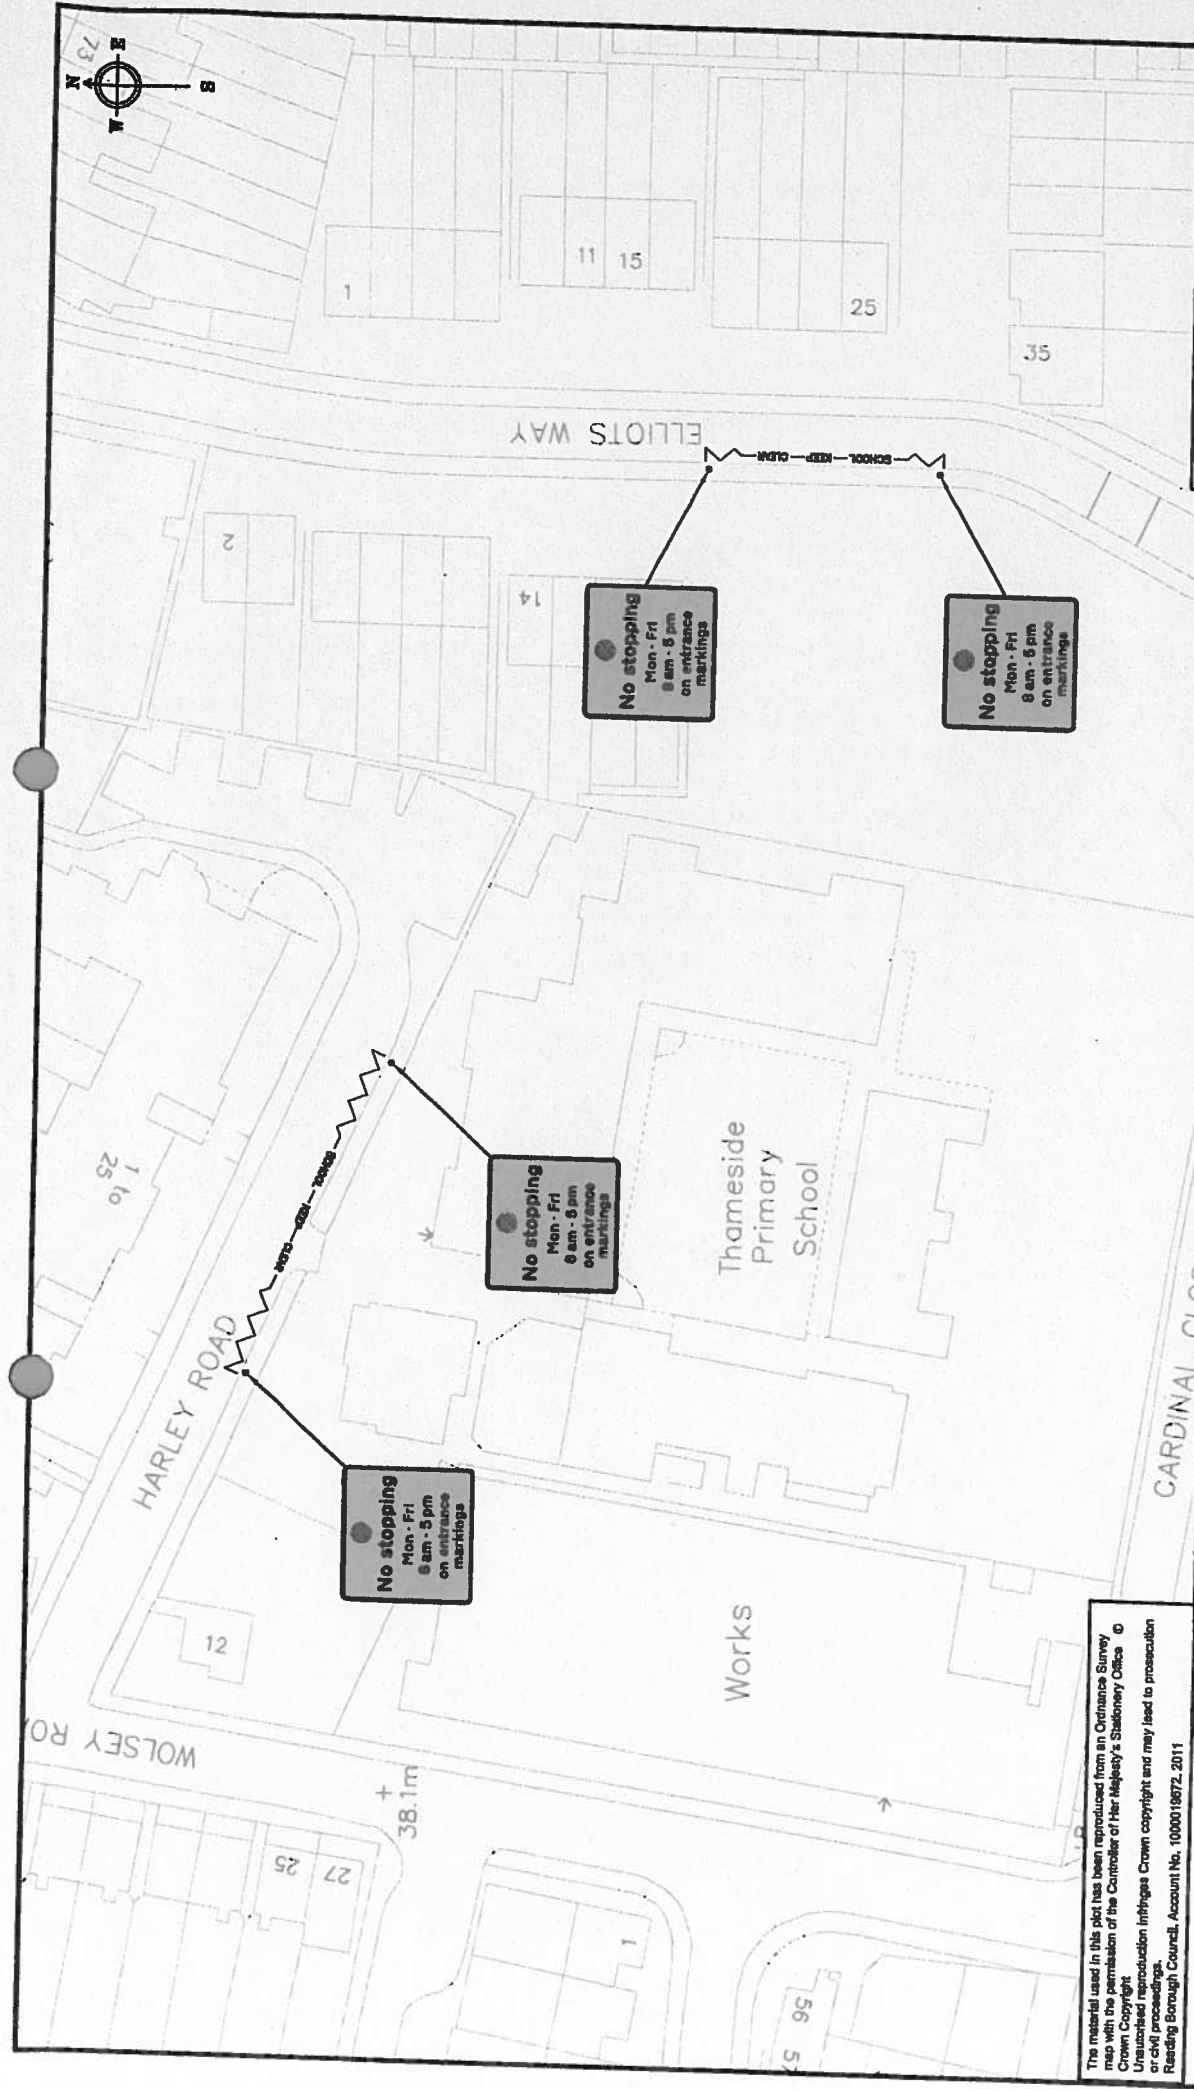 73
N
W E
S
1
11
15
25
35
ELLIOTS WAY
SCHOOL KEEP CLEAR
2
14
No stopping
Mon - Fri
8 am - 5 pm
on entrance
markings
No stopping
Mon - Fri
8 am - 5 pm
on entrance
markings
1 to
25
HARLEY ROAD
SCHOOL KEEP CLEAR
No stopping
Mon - Fri
8 am - 5 pm
on entrance
markings
No stopping
Mon - Fri
8 am - 5 pm
on entrance
markings
Thameside
Primary
School
12
Works
WOLSEY RO
38.1m
25
27
1
56
CARDINAL
The material used in this plot has been reproduced from an Ordnance Survey
map with the permission of the Controller of Her Majesty's Stationery Office ©
Crown Copyright
Unauthorised reproduction infringes Crown copyright and may lead to prosecution
or civil proceedings.
Reading Borough Council, Account No. 1000019672, 2011